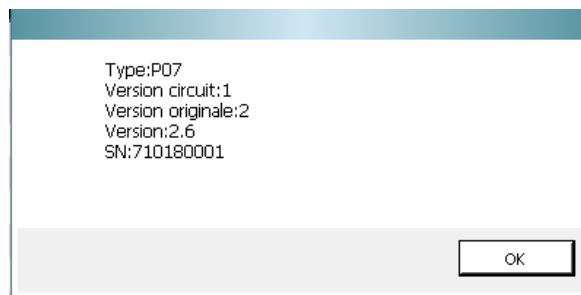 Type:P07
Version circuit:1
Version originale:2
Version:2.6
SN:710180001
OK